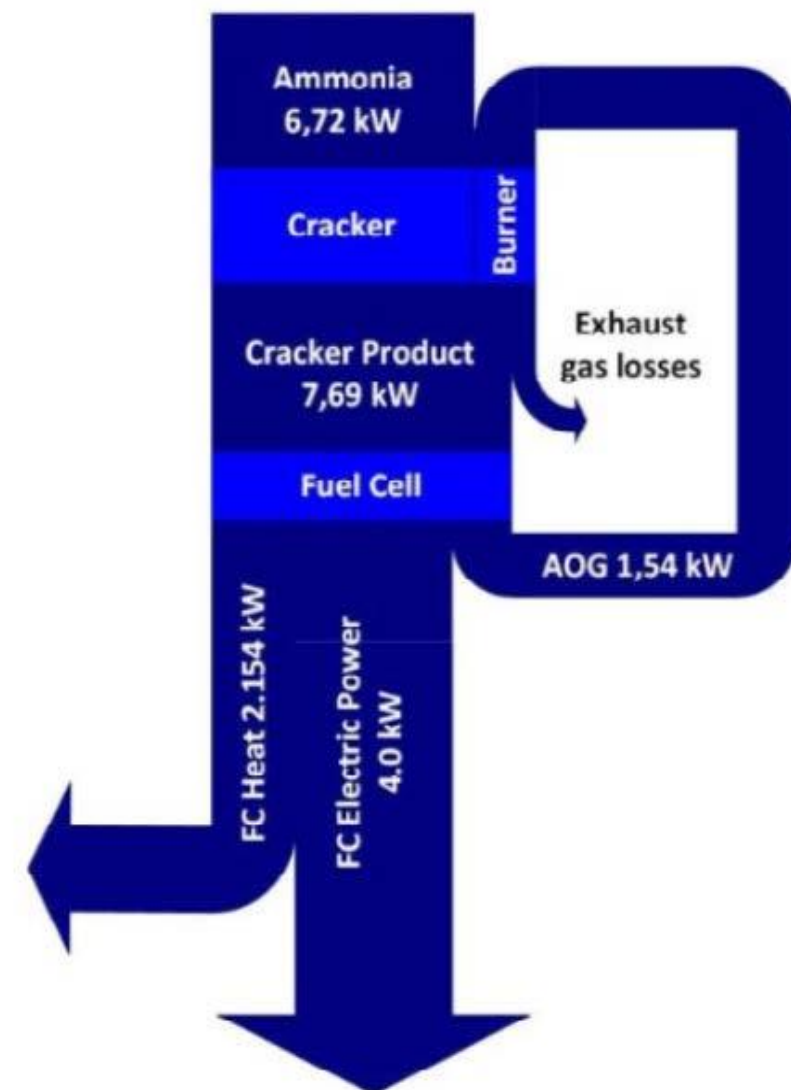 Ammonia
6,72 kW
Cracker
Burner
Cracker Product
7,69 kW
Exhaust
gas losses
Fuel Cell
AOG 1,54 kW
FC Heat 2.154 kW
FC Electric Power
4.0 kW